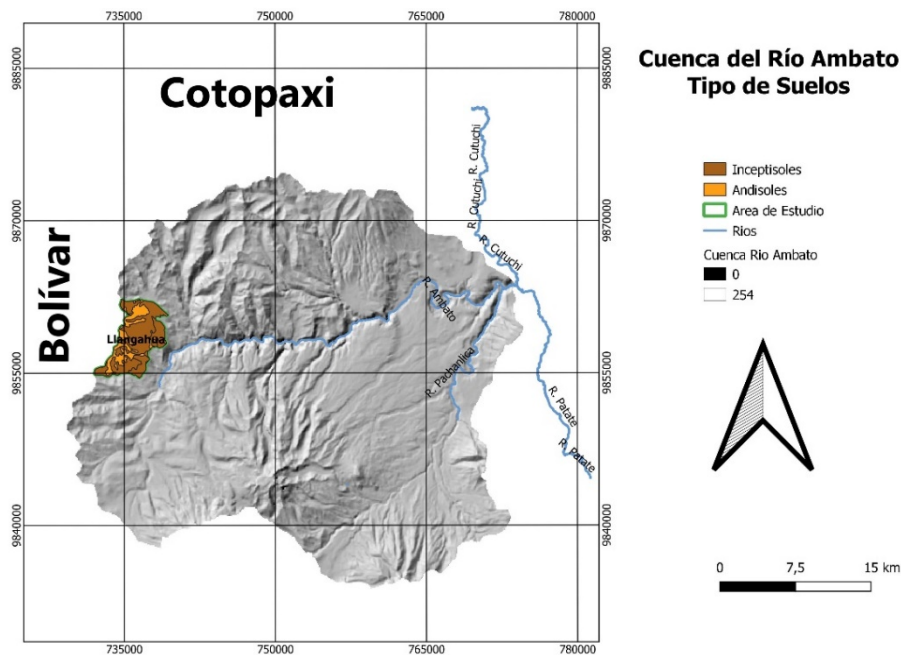 735000
750000
765000
780000
9885000
9885000
Cotopaxi
R. Cutuchi
R. Cutuchi
R. Cutuchi
9870000
9870000
Bolívar
R. Ambato
Llangahua
9855000
9855000
R. Pachanlica
R. Patate
R. Patate
9840000
9840000
735000
750000
765000
780000
Cuenca del Río Ambato
Tipo de Suelos
Inceptisoles
Andisoles
Area de Estudio
Rios
Cuenca Rio Ambato
0
254
0 7,5 15 km